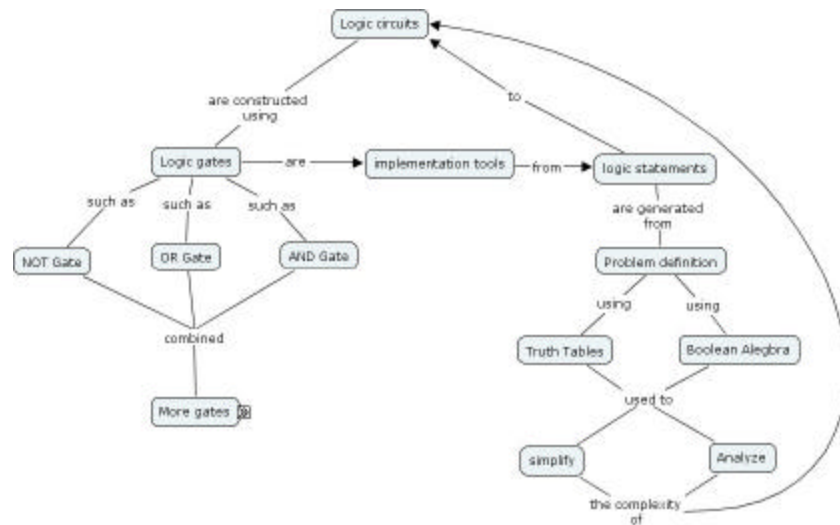 Logic circuits
to
are constructed
using
Logic gates
are
implementation tools
from
logic statements
such as
such as
such as
are generated
from
NOT Gate
OR Gate
AND Gate
Problem definition
using
using
combined
Truth Tables
Boolean Alegbra
used to
More gates
simplify
Analyze
the complexity
of